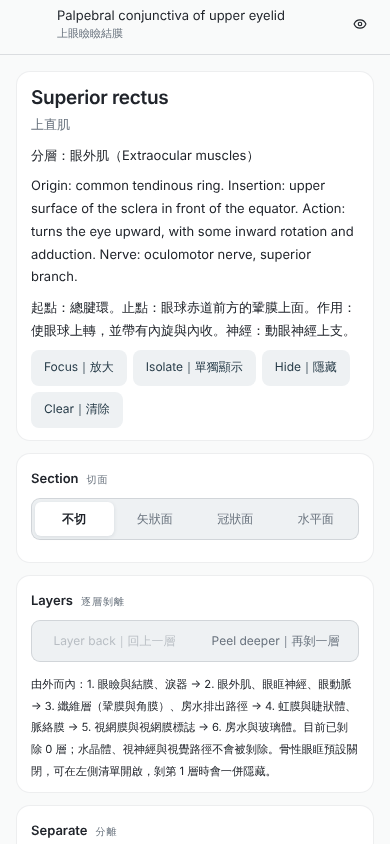 Palpebral conjunctiva of upper eyelid
上眼瞼瞼結膜
Superior rectus
上直肌
分層：眼外肌（Extraocular muscles）
Origin: common tendinous ring. Insertion: upper
surface of the sclera in front of the equator. Action:
turns the eye upward, with some inward rotation and
adduction. Nerve: oculomotor nerve, superior
branch.
起點：總腱環。止點：眼球赤道前方的鞏膜上面。作用：
使眼球上轉，並帶有內旋與內收。神經：動眼神經上支。
Focus｜放大 Isolate｜單獨顯示 Hide｜隱藏
Clear｜清除
Section 切面
不切 矢狀面 冠狀面 水平面
Layers 逐層剝離
Layer back｜回上一層 Peel deeper｜再剝一層
由外而內：1. 眼瞼與結膜、淚器 → 2. 眼外肌、眼眶神經、眼動脈
→ 3. 纖維層（鞏膜與角膜）、房水排出路徑 → 4. 虹膜與睫狀體、
脈絡膜 → 5. 視網膜與視網膜標誌 → 6. 房水與玻璃體。目前已剝
除 0 層；水晶體、視神經與視覺路徑不會被剝除。骨性眼眶預設關
閉，可在左側清單開啟，剝第 1 層時會一併隱藏。
Separate 分離